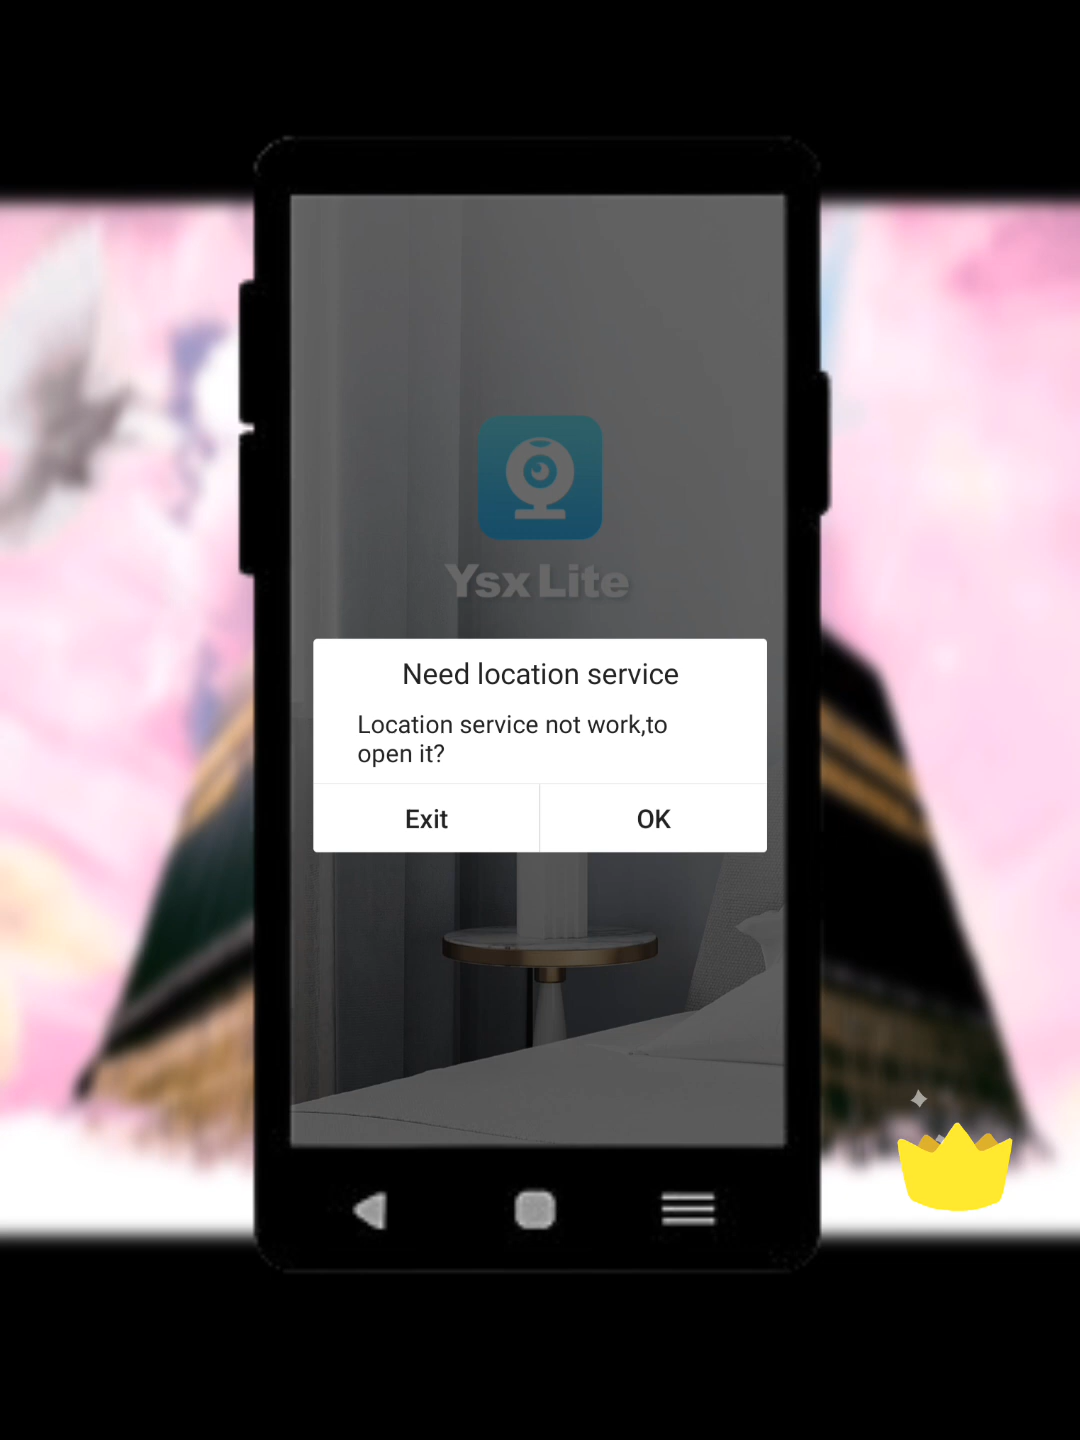 Ysx Lite
Need location service
Location service not work,to
open it?
Exit
OK